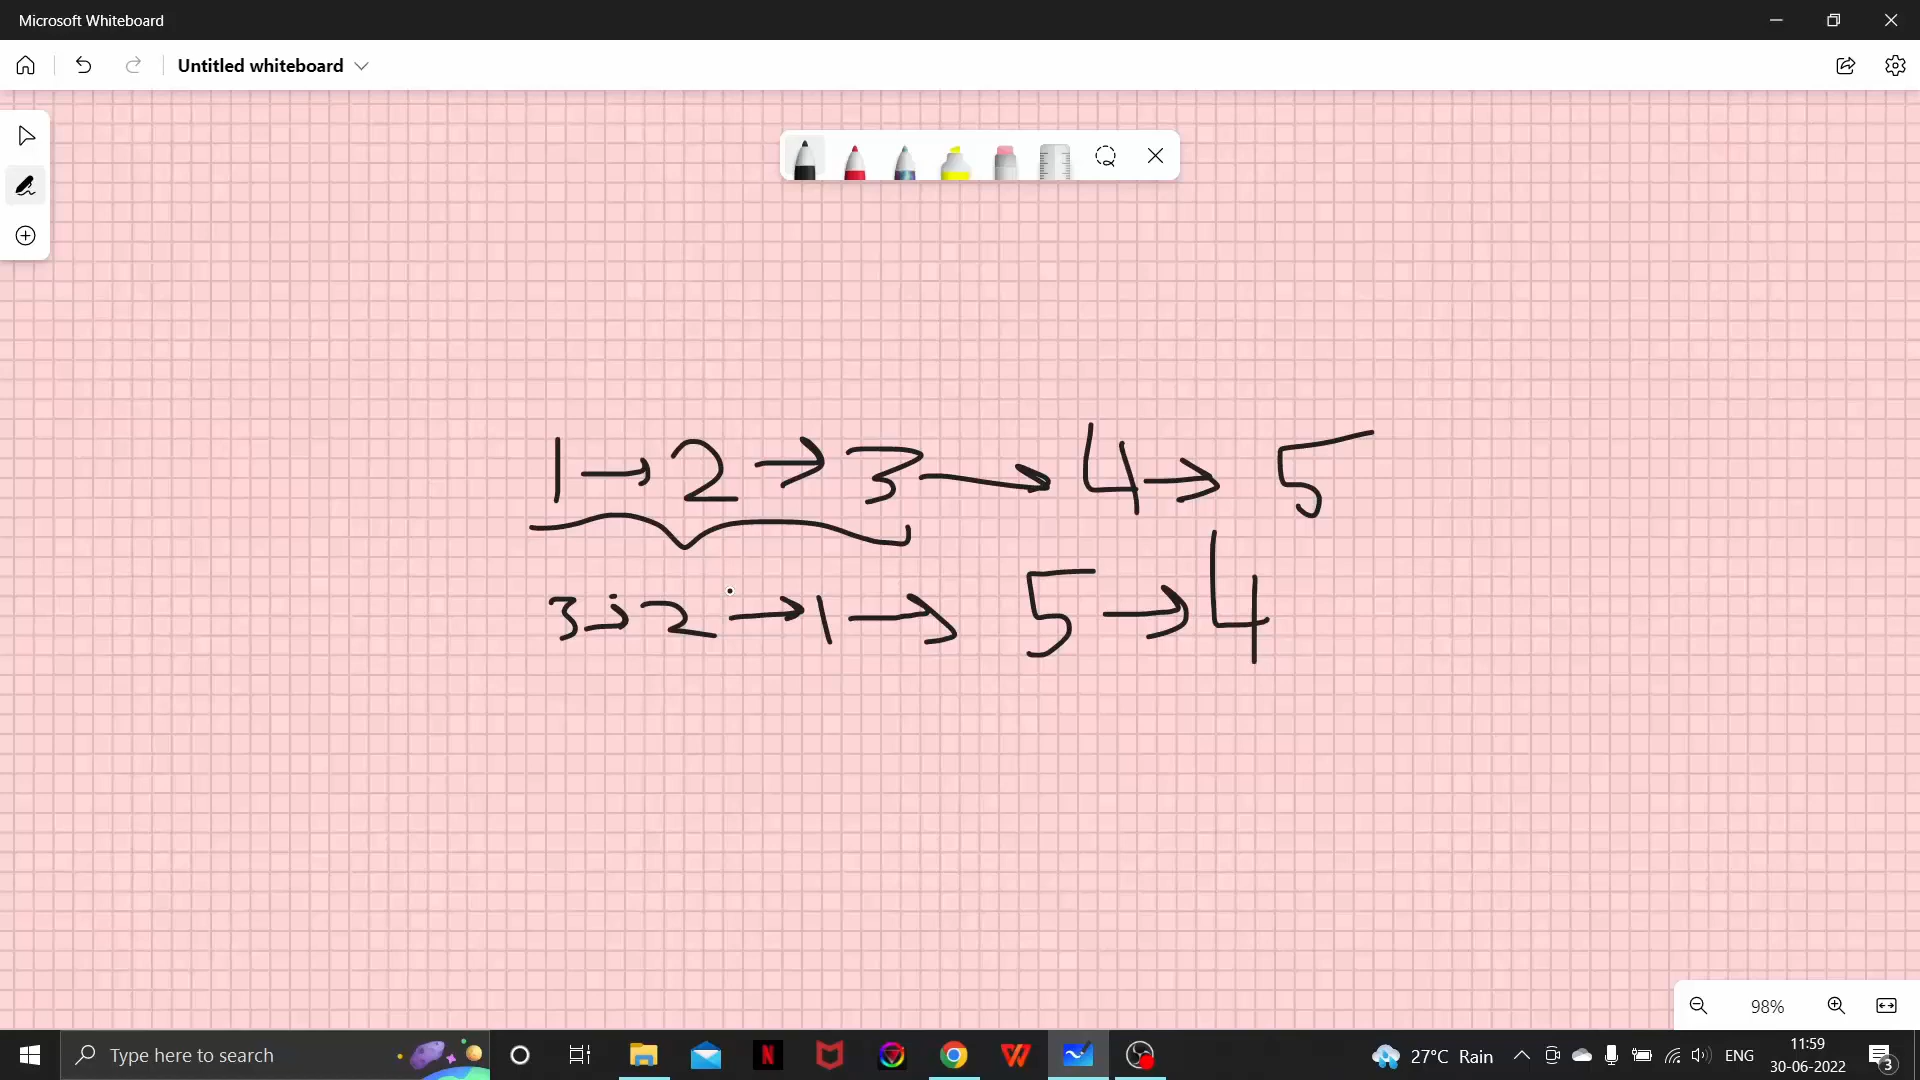 Microsoft Whiteboard
Untitled whiteboard
1 → 2 → 3 → 4 → 5
3 → 2 → 1 → 5 → 4
98%
Type here to search
27°C Rain
ENG
11:59
30-06-2022
3